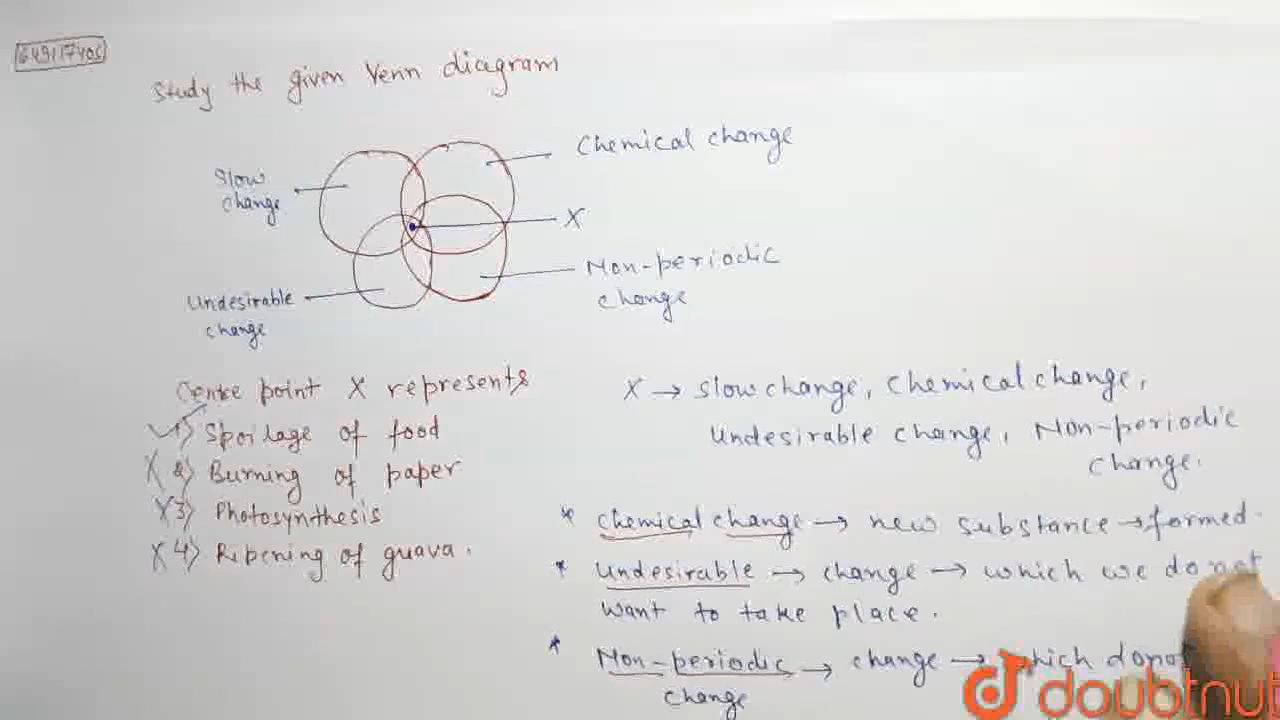 Study the given Venn diagram
Chemical change
Slow
change
X
Non-periodic
change
Undesirable
change
Centre point X represents
1) Spoilage of food
2) Burning of paper
3) Photosynthesis
4) Ripening of guava.
X → slow change, chemical change,
Undesirable change, Non-periodic
change.
* chemical change → new substance → formed.
* Undesirable → change → which we do not
want to take place.
* Non-periodic → change → which do not
change
doubtnut